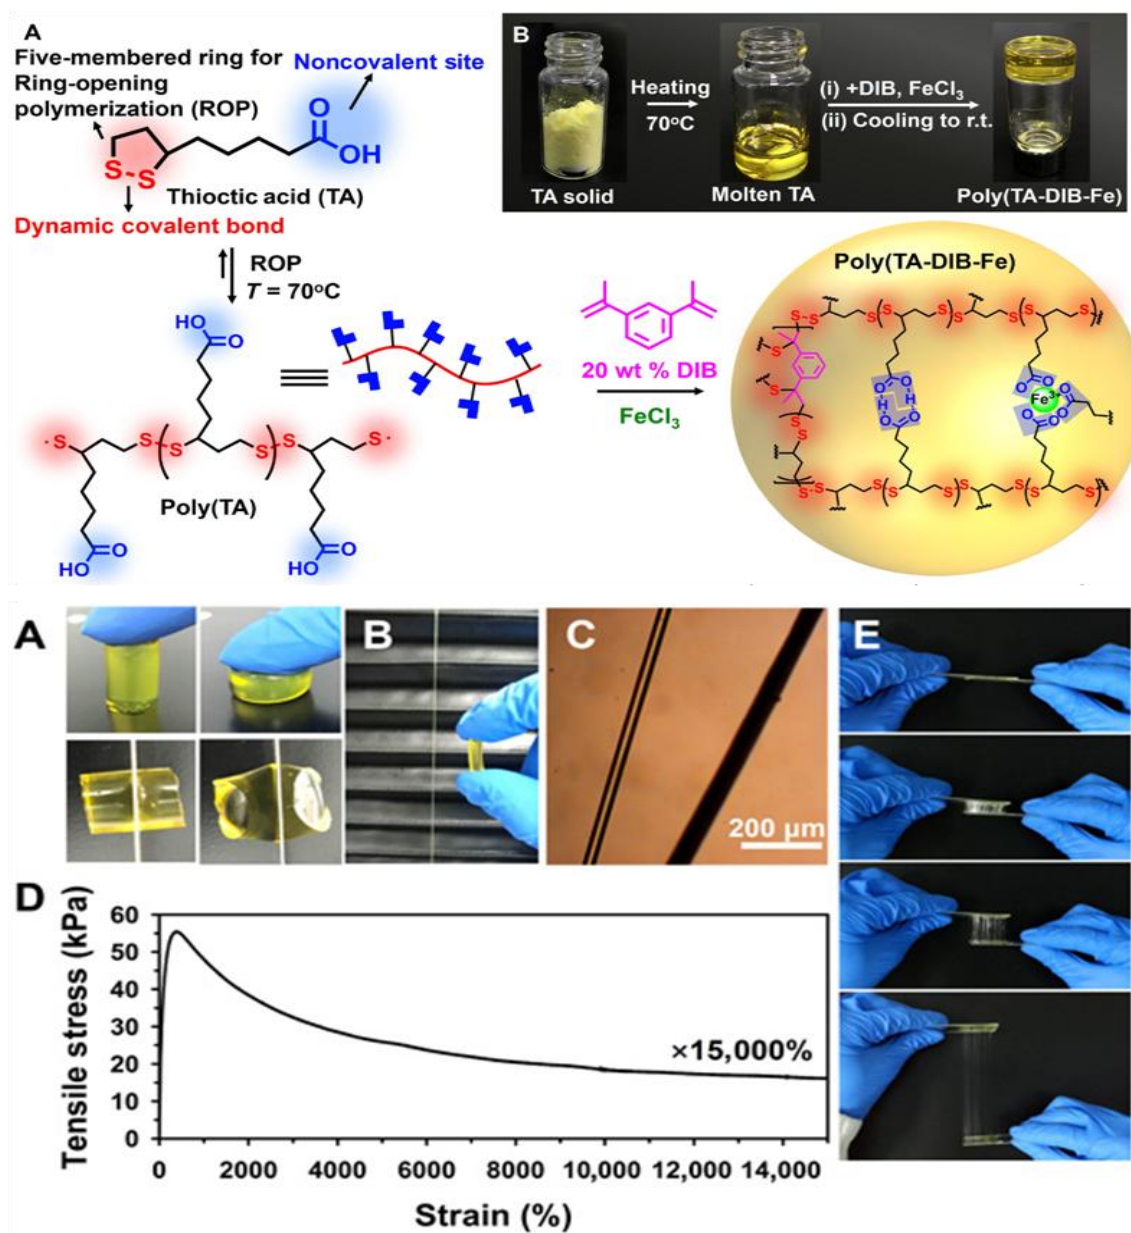 A
Five-membered ring for
Ring-opening
polymerization (ROP)
Noncovalent site
O
OH
S-S
Thioctic acid (TA)
Dynamic covalent bond
ROP
T = 70°C
B
Heating
70°C
(i) +DIB, FeCl3
(ii) Cooling to r.t.
TA solid
Molten TA
Poly(TA-DIB-Fe)
HO
O
·S
S-S
S-S
S·
Poly(TA)
HO
O
HO
O
20 wt % DIB
FeCl3
Poly(TA-DIB-Fe)
S-S
S-S
S-S
S-S
S
S
S
S
S
O
O
H
H
O
O
O
O
Fe3+
O
O
O
O
S-S
S-S
S-S
S-S
S
A
B
C
200 μm
E
D
Tensile stress (kPa)
60
50
40
30
20
10
0
×15,000%
0
2000
4000
6000
8000
10,000
12,000
14,000
Strain (%)